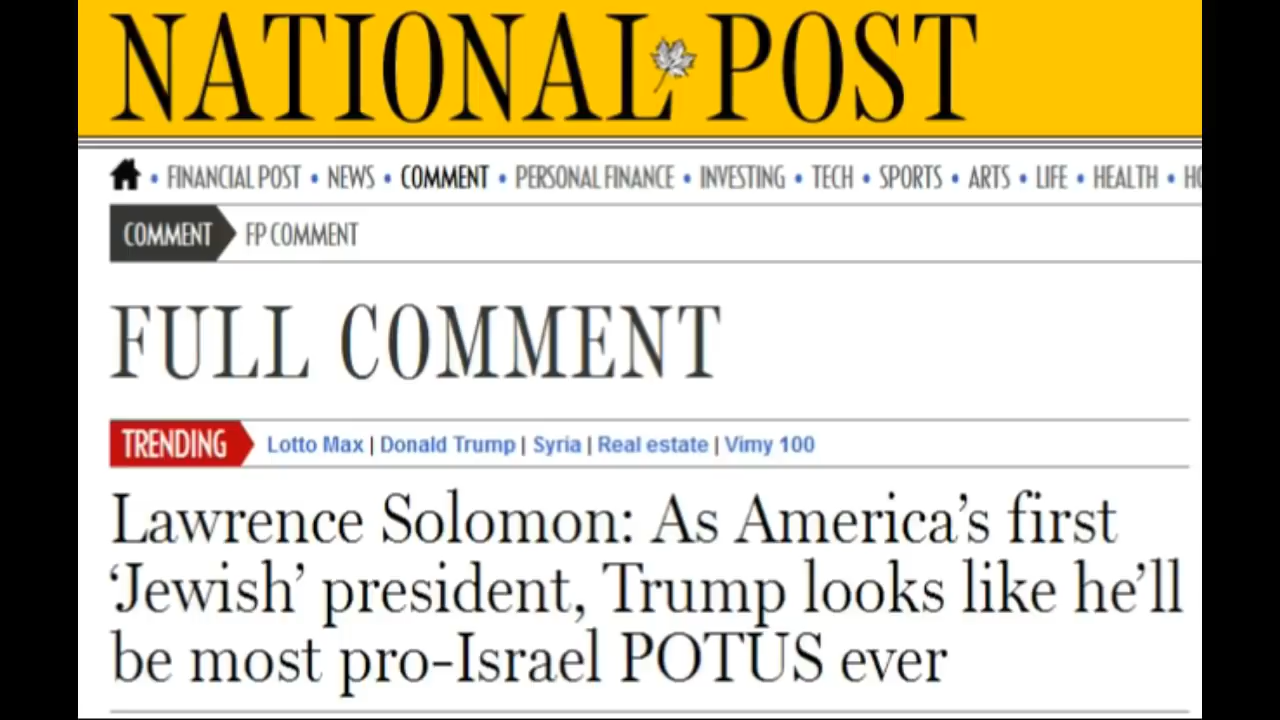 NATIONAL POST
FINANCIAL POST • NEWS • COMMENT • PERSONAL FINANCE • INVESTING • TECH • SPORTS • ARTS • LIFE • HEALTH •
COMMENT FP COMMENT
FULL COMMENT
TRENDING Lotto Max | Donald Trump | Syria | Real estate | Vimy 100
Lawrence Solomon: As America’s first
‘Jewish’ president, Trump looks like he’ll
be most pro-Israel POTUS ever